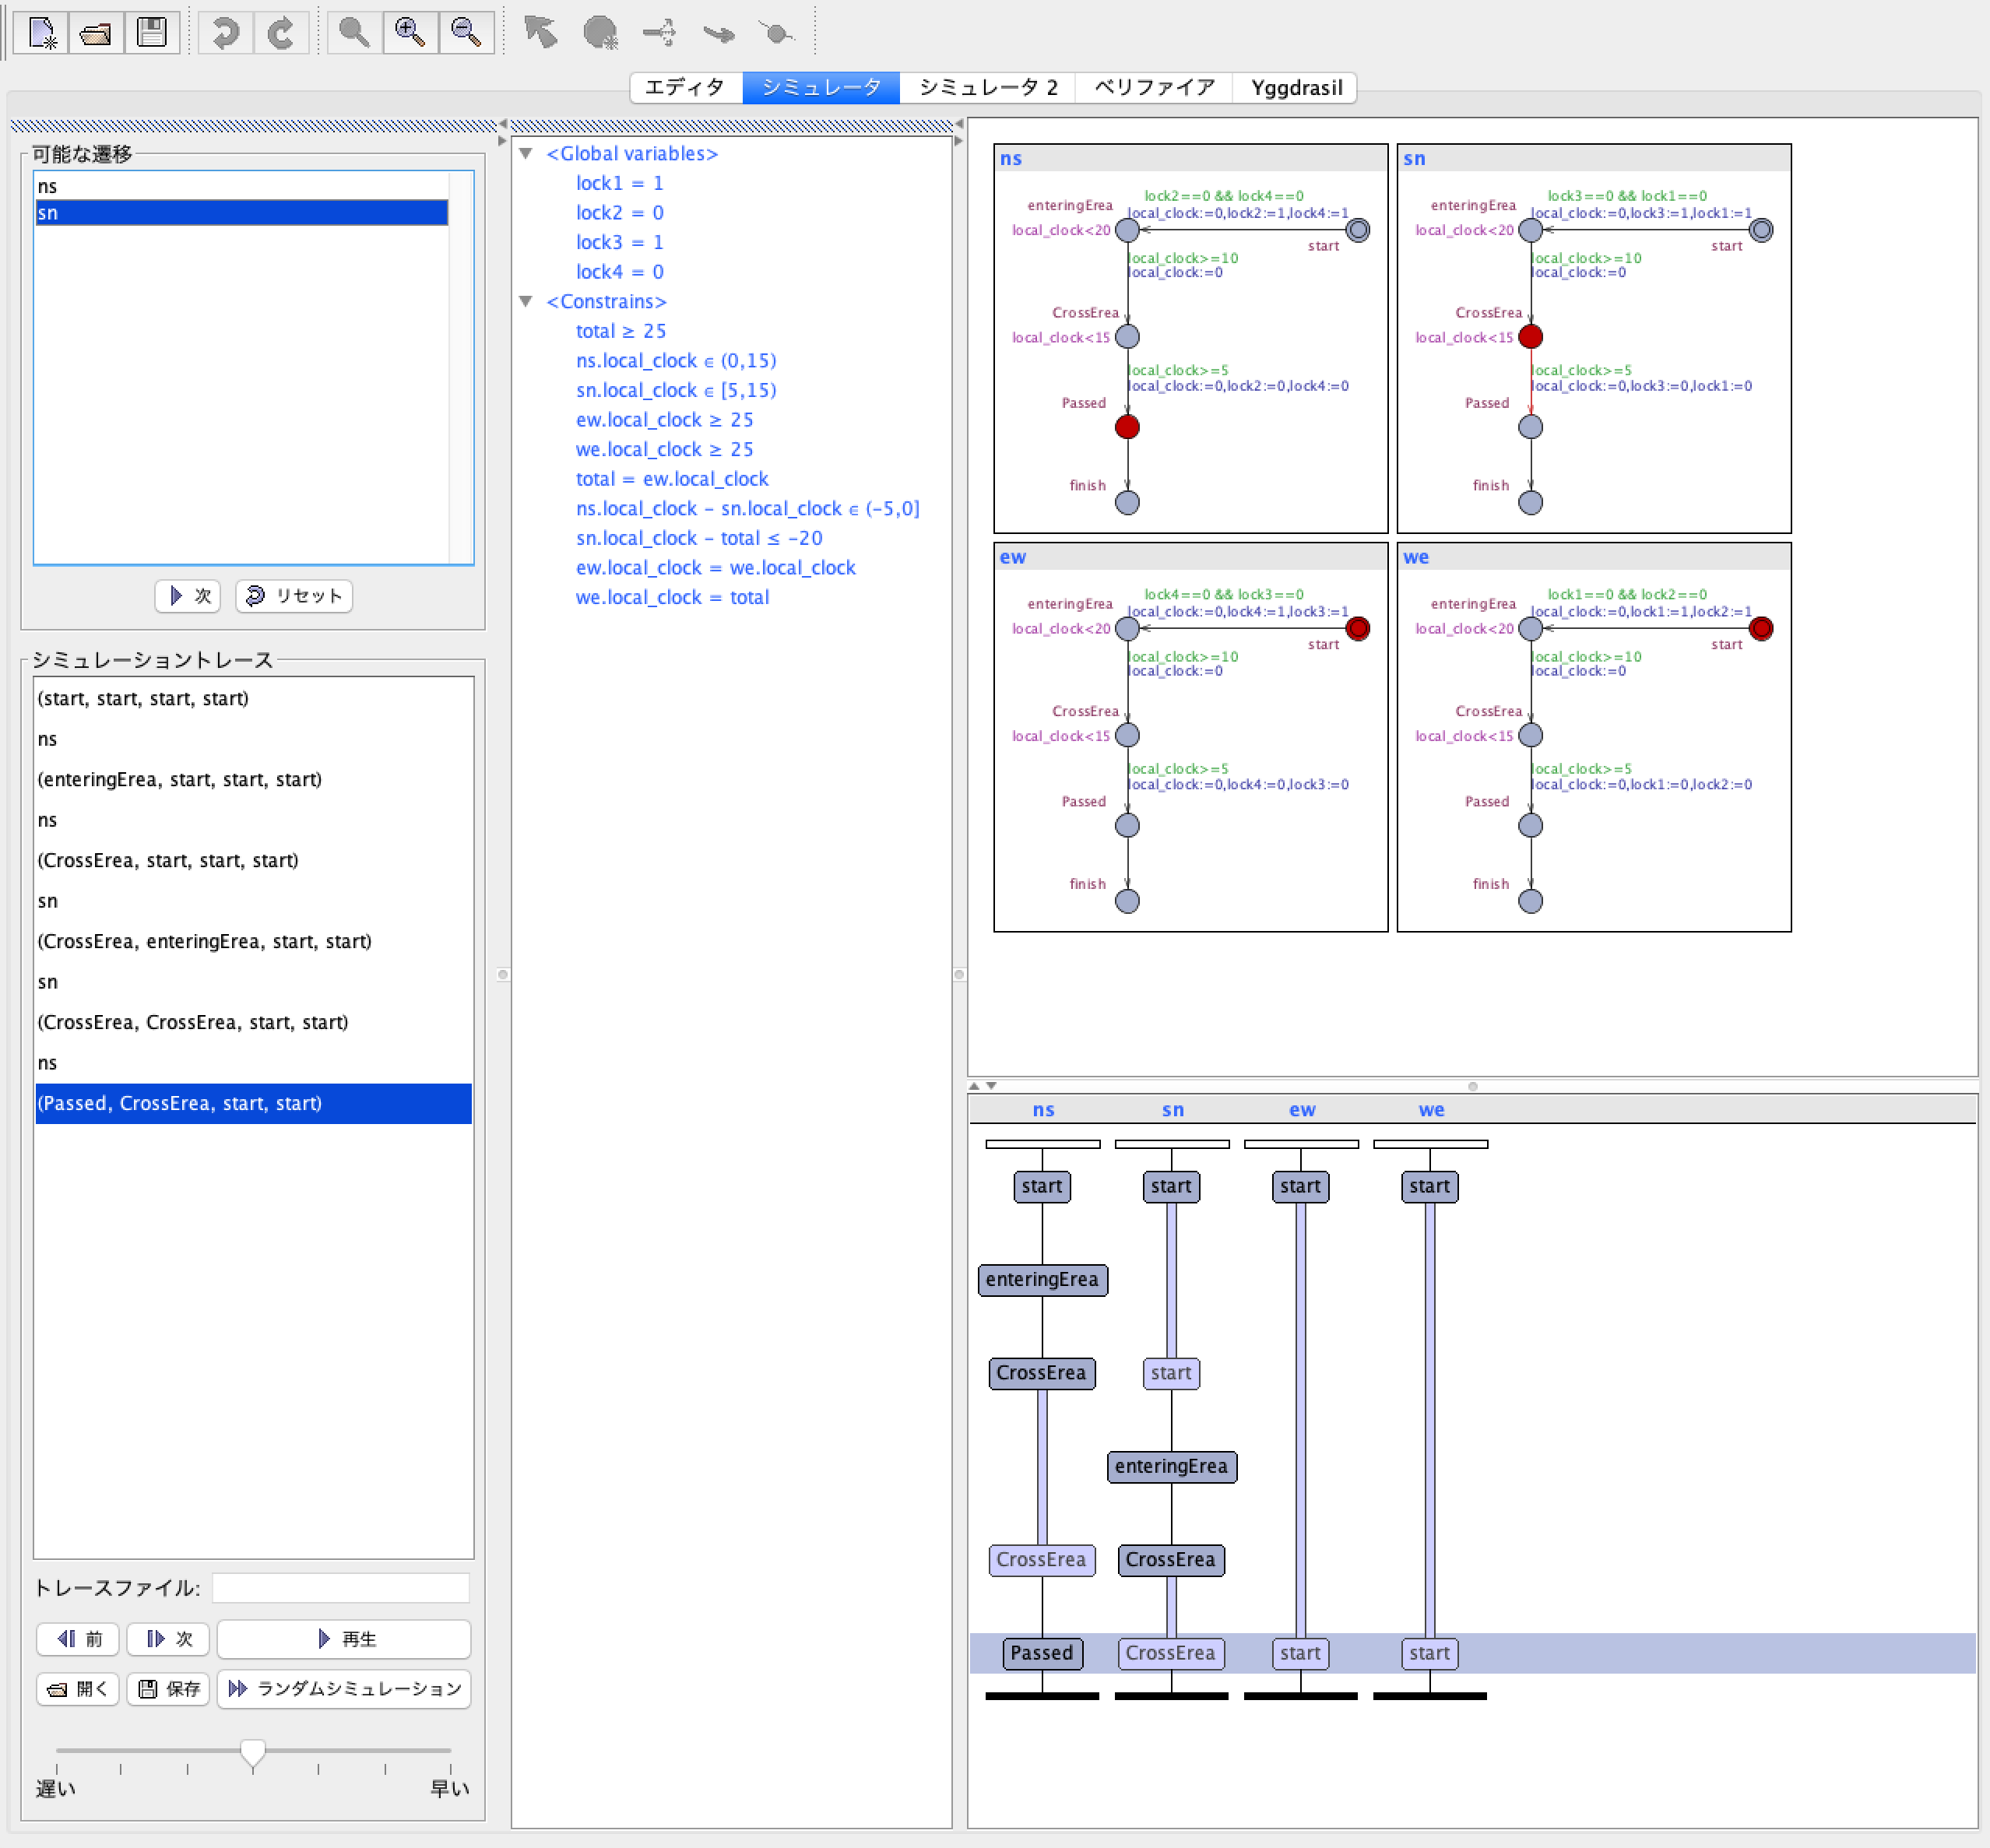 エディタ
シミュレータ
シミュレータ 2
ベリファイア
Yggdrasil
可能な遷移
ns
sn
次
リセット
シミュレーショントレース
(start, start, start, start)
ns
(enteringErea, start, start, start)
ns
(CrossErea, start, start, start)
sn
(CrossErea, enteringErea, start, start)
sn
(CrossErea, CrossErea, start, start)
ns
(Passed, CrossErea, start, start)
トレースファイル:
前
次
再生
開く
保存
ランダムシミュレーション
遅い
早い
<Global variables>
lock1 = 1
lock2 = 0
lock3 = 1
lock4 = 0
<Constrains>
total ≥ 25
ns.local_clock ∈ (0,15)
sn.local_clock ∈ [5,15)
ew.local_clock ≥ 25
we.local_clock ≥ 25
total = ew.local_clock
ns.local_clock - sn.local_clock ∈ (-5,0]
sn.local_clock - total ≤ -20
ew.local_clock = we.local_clock
we.local_clock = total
ns
lock2==0 && lock4==0
enteringErea
local_clock:=0,lock2:=1,lock4:=1
local_clock<20
start
local_clock>=10
local_clock:=0
CrossErea
local_clock<15
local_clock>=5
local_clock:=0,lock2:=0,lock4:=0
Passed
finish
sn
lock3==0 && lock1==0
enteringErea
local_clock:=0,lock3:=1,lock1:=1
local_clock<20
start
local_clock>=10
local_clock:=0
CrossErea
local_clock<15
local_clock>=5
local_clock:=0,lock3:=0,lock1:=0
Passed
finish
ew
lock4==0 && lock3==0
enteringErea
local_clock:=0,lock4:=1,lock3:=1
local_clock<20
start
local_clock>=10
local_clock:=0
CrossErea
local_clock<15
local_clock>=5
local_clock:=0,lock4:=0,lock3:=0
Passed
finish
we
lock1==0 && lock2==0
enteringErea
local_clock:=0,lock1:=1,lock2:=1
local_clock<20
start
local_clock>=10
local_clock:=0
CrossErea
local_clock<15
local_clock>=5
local_clock:=0,lock1:=0,lock2:=0
Passed
finish
ns sn ew we
start start start start
enteringErea
CrossErea start
enteringErea
CrossErea CrossErea
Passed CrossErea start start